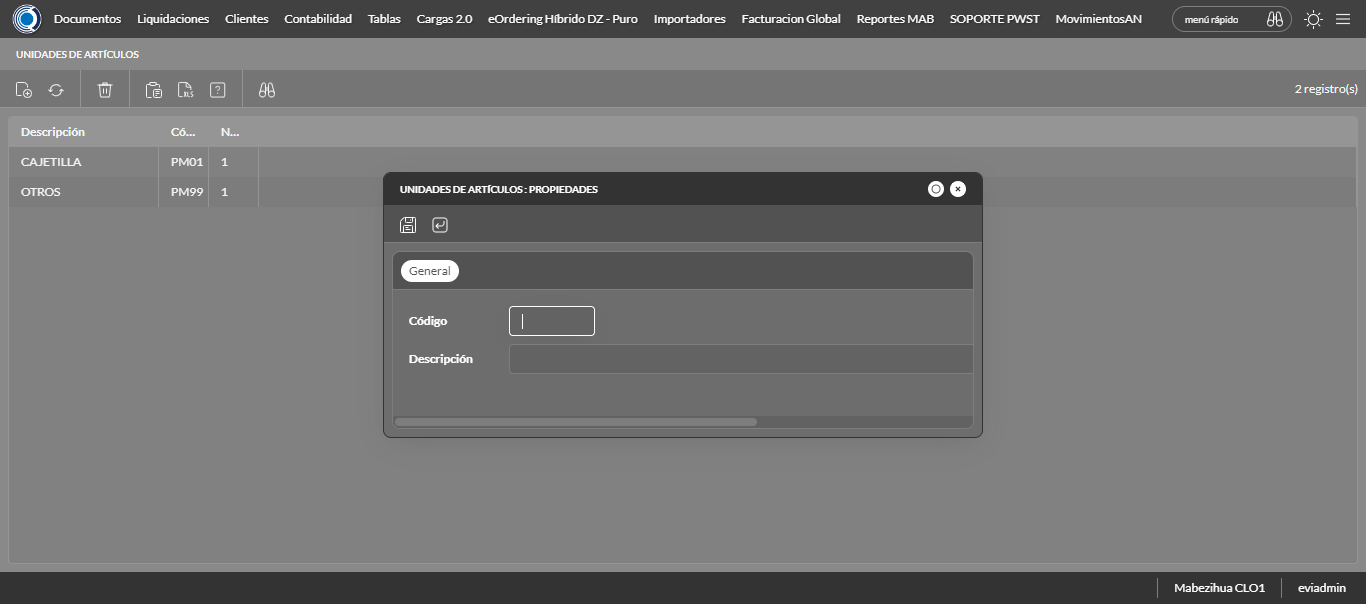 Documentos Liquidaciones Clientes Contabilidad Tablas Cargas 2.0 eOrdering Híbrido DZ - Puro Importadores Facturacion Global Reportes MAB SOPORTE PWST MovimientosAN menú rápido
UNIDADES DE ARTÍCULOS
XLS ? 2 registro(s)
Descripción Có... N...
CAJETILLA PM01 1
OTROS PM99 1
UNIDADES DE ARTÍCULOS : PROPIEDADES
General
Código
Descripción
Mabezihua CLO1 eviadmin